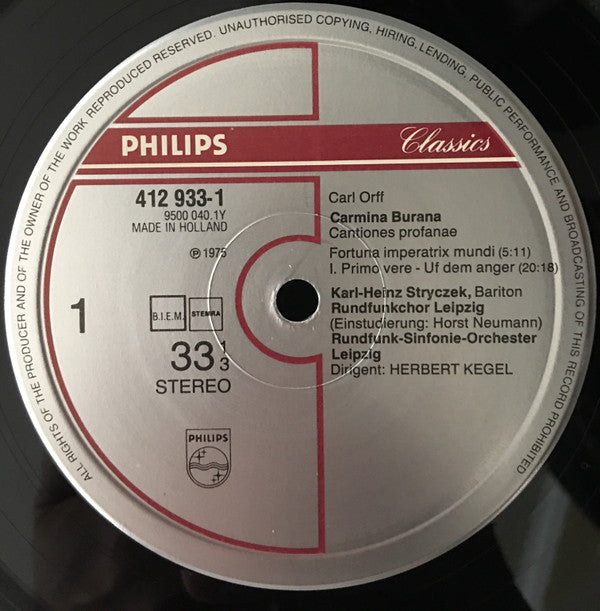 ALL RIGHTS OF THE PRODUCER AND OF THE OWNER OF THE WORK REPRODUCED RESERVED. UNAUTHORISED COPYING, HIRING, LENDING, PUBLIC PERFORMANCE AND BROADCASTING OF THIS RECORD PROHIBITED
PHILIPS
Classics
412 933-1
9500 040.1Y
MADE IN HOLLAND
℗ 1975
1
B.I.E.M.
STEMRA
33 1/3
STEREO
PHILIPS
Carl Orff
Carmina Burana
Cantiones profanae
Fortuna imperatrix mundi (5:11)
I. Primo vere - Uf dem anger (20:18)
Karl-Heinz Stryczek, Bariton
Rundfunkchor Leipzig
(Einstudierung: Horst Neumann)
Rundfunk-Sinfonie-Orchester
Leipzig
Dirigent: HERBERT KEGEL